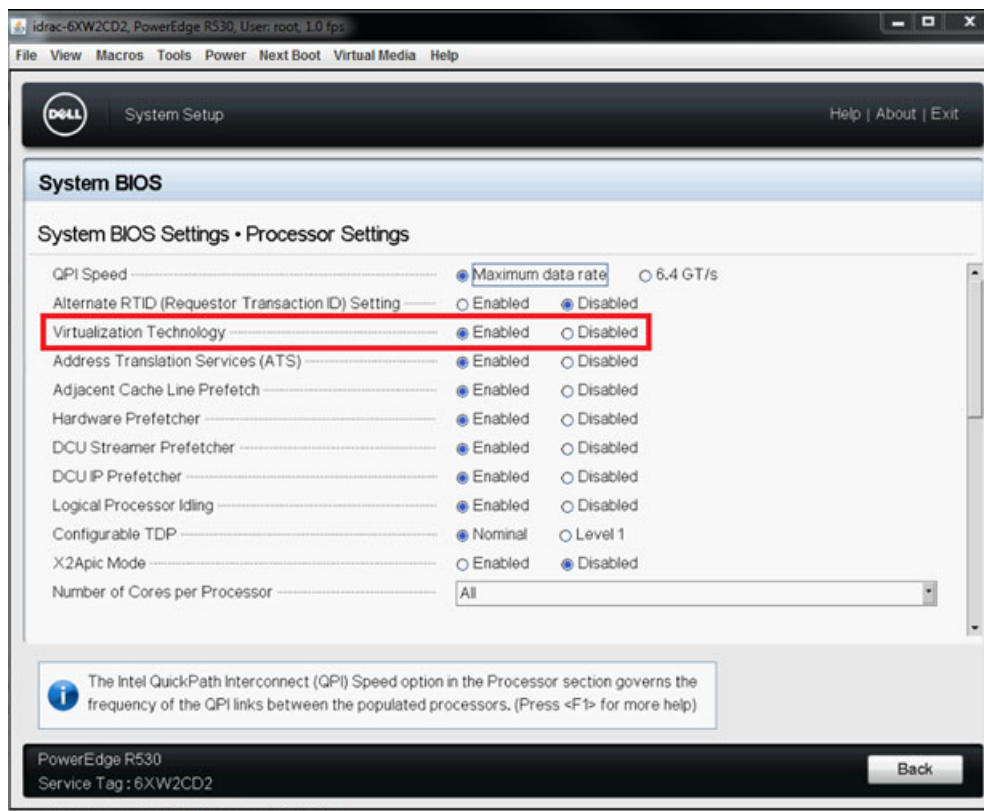 idrac-6XW2CD2, PowerEdge R530, User: root, 1.0 fps
File View Macros Tools Power Next Boot Virtual Media Help
DELL System Setup Help | About | Exit
System BIOS
System BIOS Settings • Processor Settings
QPI Speed Maximum data rate 6.4 GT/s
Alternate RTID (Requestor Transaction ID) Setting Enabled Disabled
Virtualization Technology Enabled Disabled
Address Translation Services (ATS) Enabled Disabled
Adjacent Cache Line Prefetch Enabled Disabled
Hardware Prefetcher Enabled Disabled
DCU Streamer Prefetcher Enabled Disabled
DCU IP Prefetcher Enabled Disabled
Logical Processor Idling Enabled Disabled
Configurable TDP Nominal Level 1
X2Apic Mode Enabled Disabled
Number of Cores per Processor All
The Intel QuickPath Interconnect (QPI) Speed option in the Processor section governs the
frequency of the QPI links between the populated processors. (Press <F1> for more help)
PowerEdge R530
Service Tag : 6XW2CD2
Back